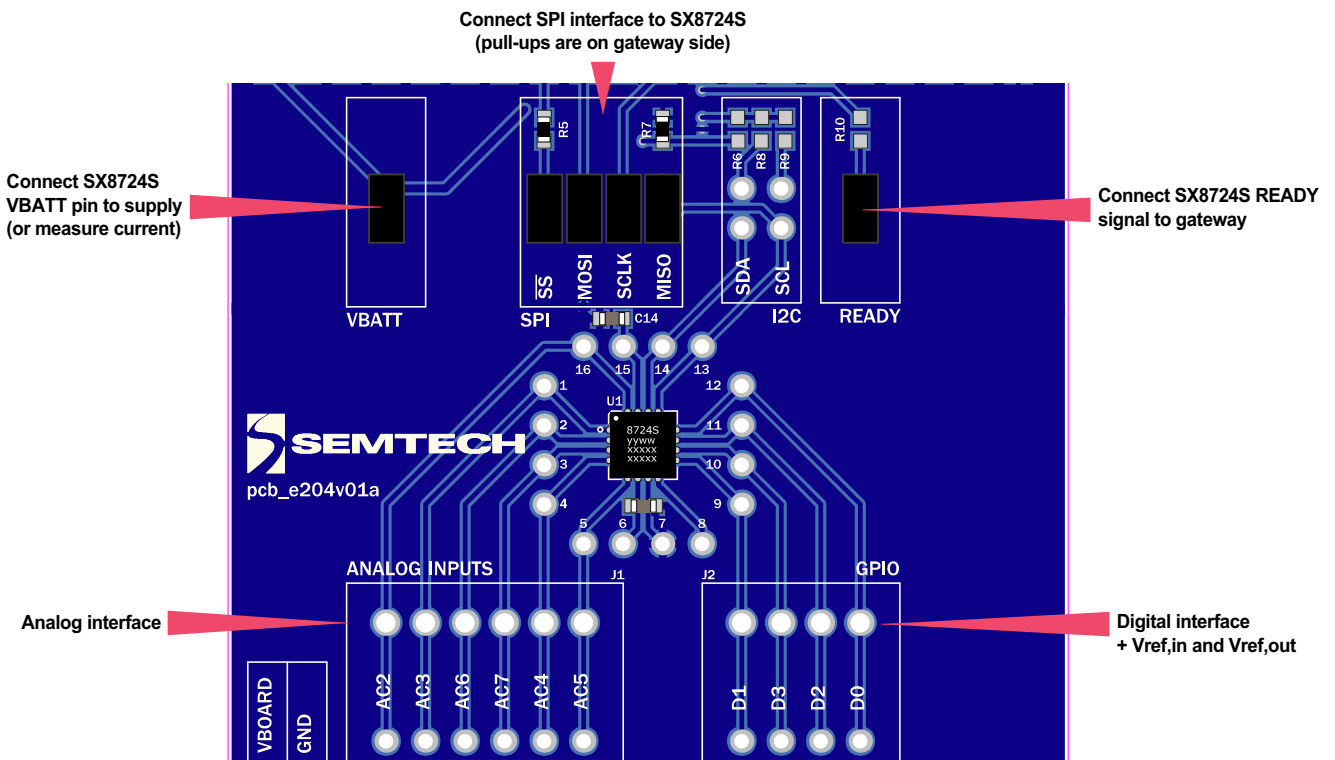 Connect SPI interface to SX8724S
(pull-ups are on gateway side)
Connect SX8724S
VBATT pin to supply
(or measure current)
Connect SX8724S READY
signal to gateway
R5
R7
R6
R8
R9
R10
SS
MOSI
SCLK
MISO
SDA
SCL
VBATT
SPI
C14
I2C
READY
16
15
14
13
1
12
U1
2
11
8724S
yyww
xxxxx
xxxxx
SEMTECH
3
10
pcb_e204v01a
4
9
5
6
7
8
ANALOG INPUTS
J1
J2
GPIO
Analog interface
Digital interface
+ Vref,in and Vref,out
VBOARD
GND
AC2
AC3
AC6
AC7
AC4
AC5
D1
D3
D2
D0